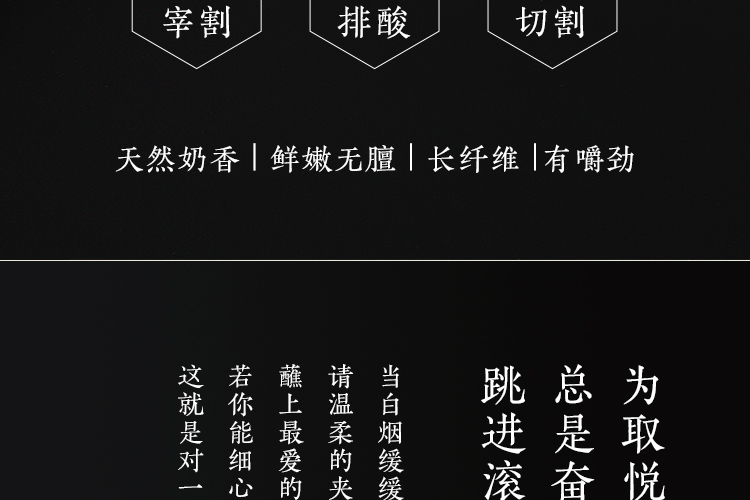 宰割
排酸
切割
天然奶香|鲜嫩无膻|长纤维|有嚼劲
为取悦
总是奋
跳进滚
当白烟缓缓
请温柔的夹
蘸上最爱的
若你能细心
这就是对一